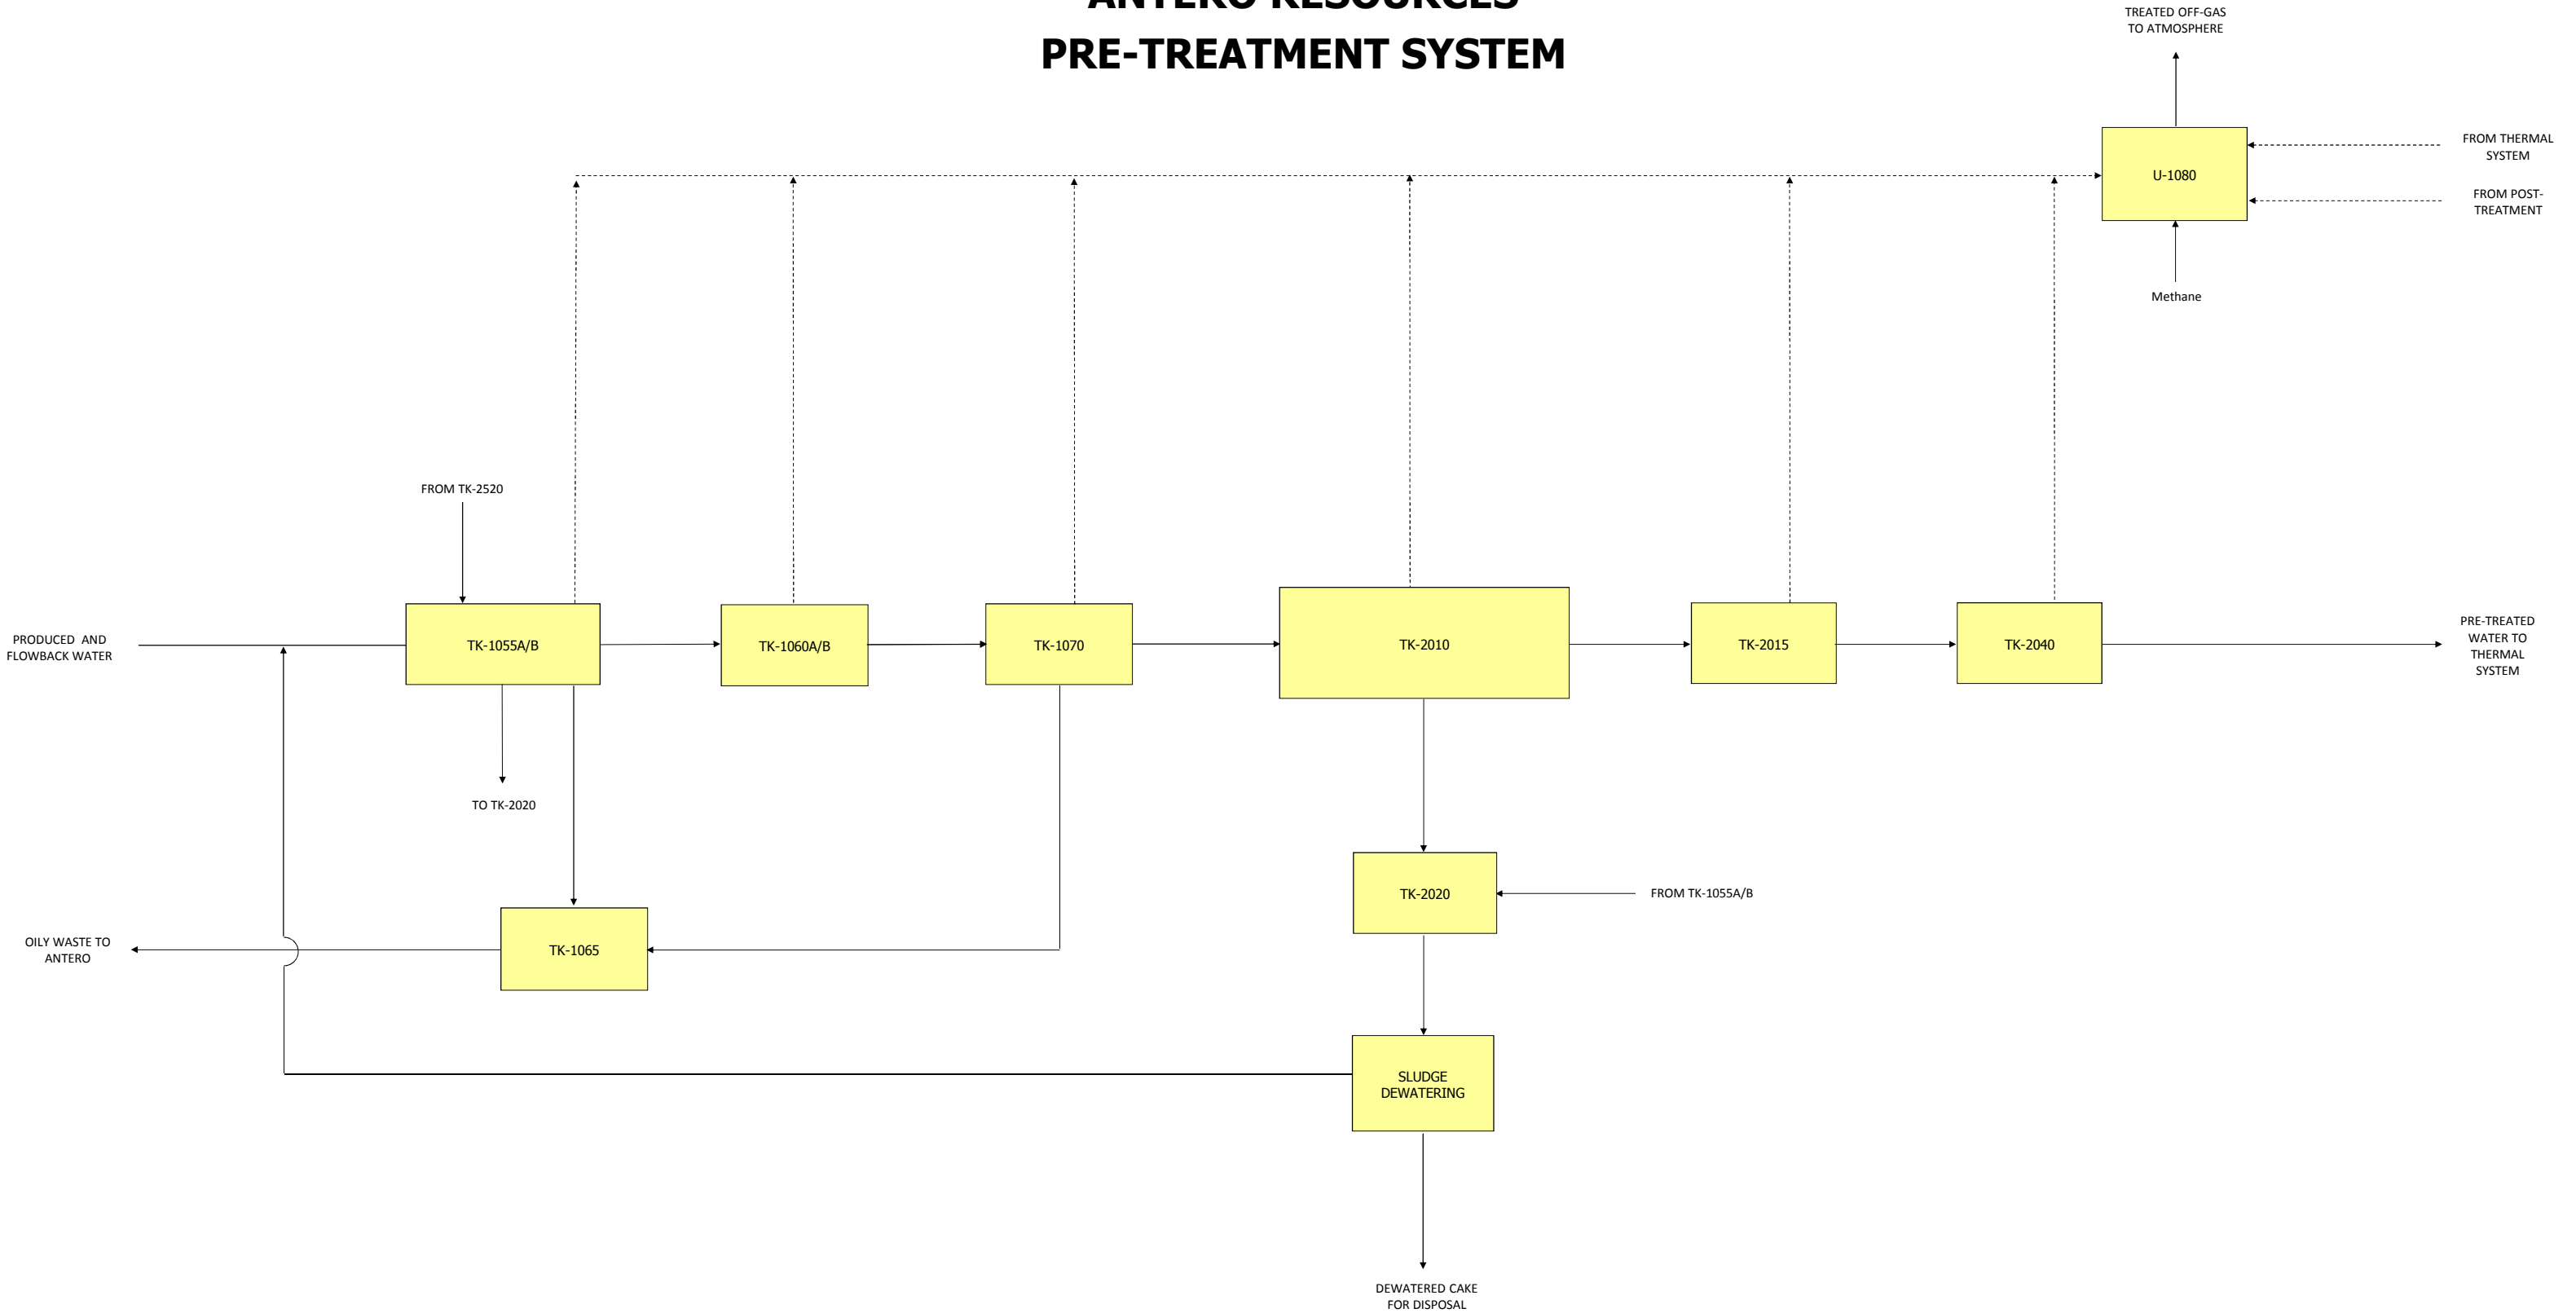 ANTERO RESOURCES
PRE-TREATMENT SYSTEM
TREATED OFF-GAS
TO ATMOSPHERE
FROM THERMAL
SYSTEM
U-1080
FROM POST-
TREATMENT
Methane
FROM TK-2520
PRODUCED AND
FLOWBACK WATER
TK-1055A/B
TK-1060A/B
TK-1070
TK-2010
TK-2015
TK-2040
PRE-TREATED
WATER TO
THERMAL
SYSTEM
TO TK-2020
TK-2020
FROM TK-1055A/B
OILY WASTE TO
ANTERO
TK-1065
SLUDGE
DEWATERING
DEWATERED CAKE
FOR DISPOSAL